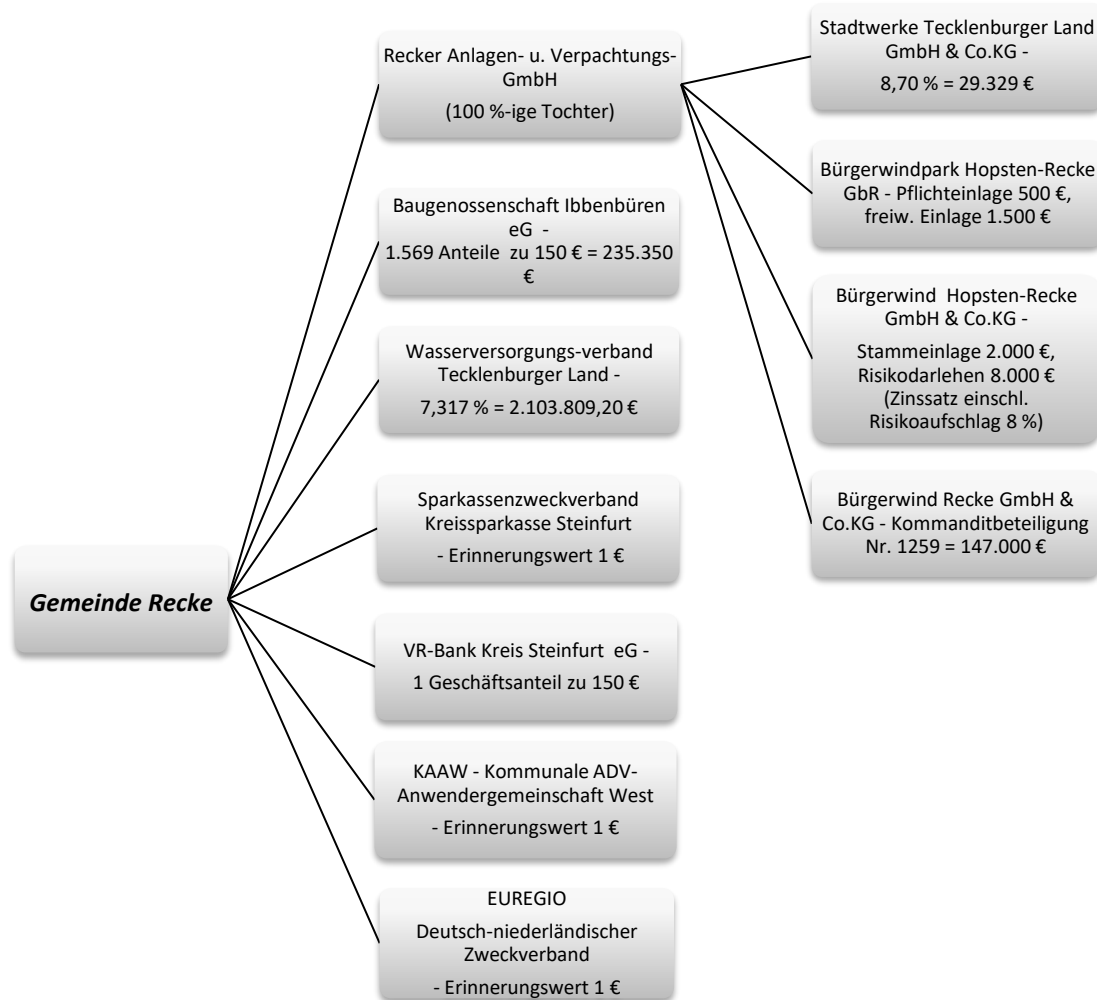 Gemeinde Recke
Recker Anlagen- u. Verpachtungs-
GmbH
(100 %-ige Tochter)
Baugenossenschaft Ibbenbüren
eG -
1.569 Anteile zu 150 € = 235.350
€
Wasserversorgungs-verband
Tecklenburger Land -
7,317 % = 2.103.809,20 €
Sparkassenzweckverband
Kreissparkasse Steinfurt
- Erinnerungswert 1 €
VR-Bank Kreis Steinfurt eG -
1 Geschäftsanteil zu 150 €
KAAW - Kommunale ADV-
Anwendergemeinschaft West
- Erinnerungswert 1 €
EUREGIO
Deutsch-niederländischer
Zweckverband
- Erinnerungswert 1 €
Stadtwerke Tecklenburger Land
GmbH & Co.KG -
8,70 % = 29.329 €
Bürgerwindpark Hopsten-Recke
GbR - Pflichteinlage 500 €,
freiw. Einlage 1.500 €
Bürgerwind Hopsten-Recke
GmbH & Co.KG -
Stammeinlage 2.000 €,
Risikodarlehen 8.000 €
(Zinssatz einschl.
Risikoaufschlag 8 %)
Bürgerwind Recke GmbH &
Co.KG - Kommanditbeteiligung
Nr. 1259 = 147.000 €